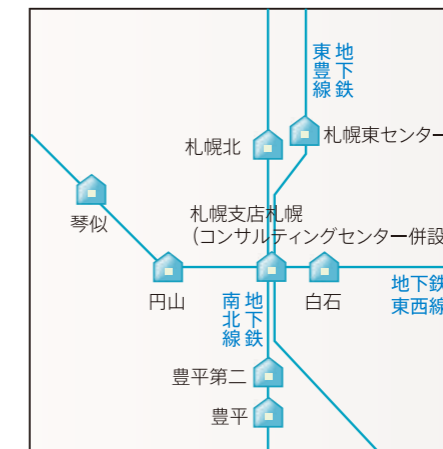 地下鉄
東豊線
札幌北
札幌東センター
琴似
札幌支店札幌
(コンサルティングセンター併設
円山
白石
地下鉄
東西線
地下鉄
南北線
豊平第二
豊平